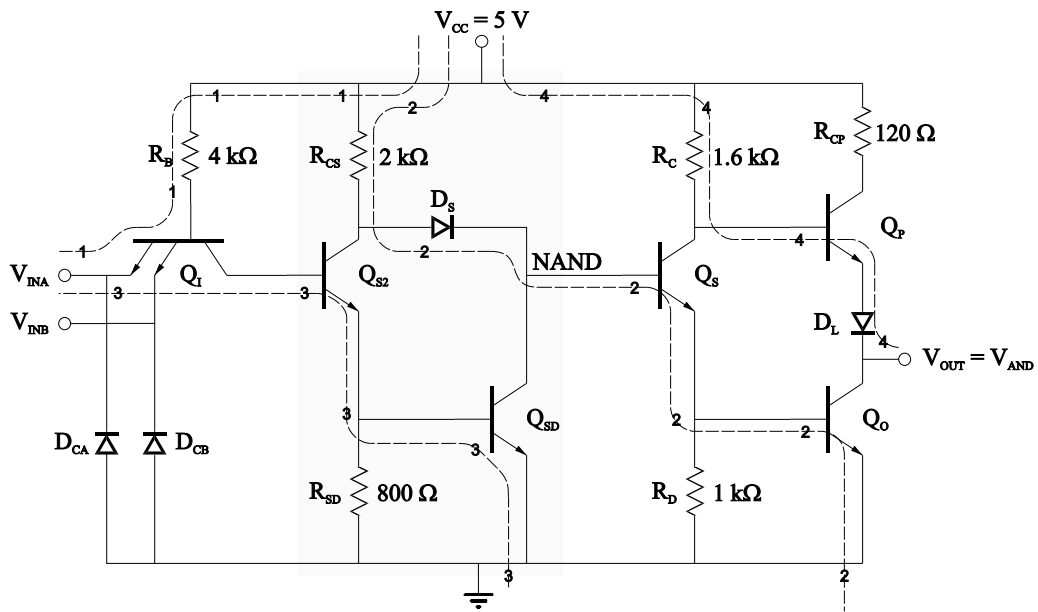 V_CC = 5 V
1
1
2
4
4
R_B
4 kΩ
R_CS
2 kΩ
R_C
1.6 kΩ
R_CP
120 Ω
1
D_S
1
2
4
Q_P
V_INA
Q_I
Q_S2
NAND
Q_S
3
3
2
V_INB
D_L
4
V_OUT = V_AND
3
2
2
D_CA
D_CB
3
Q_SD
Q_O
R_SD
800 Ω
R_D
1 kΩ
3
2